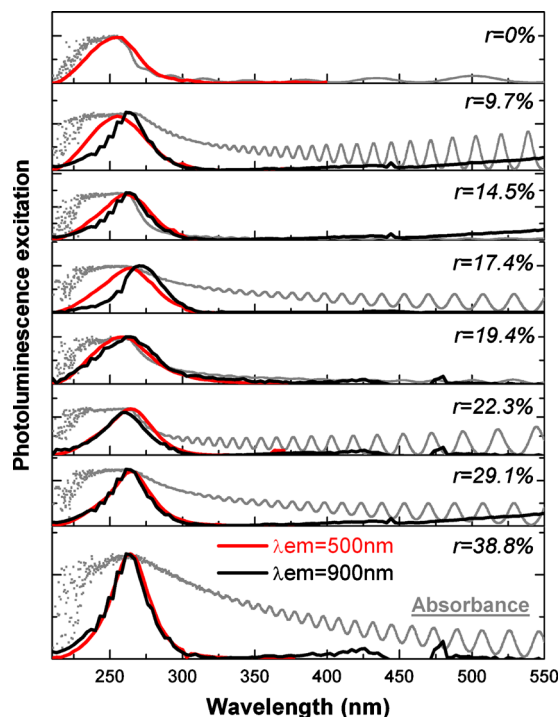 Photoluminescence excitation
r=0%
r=9.7%
r=14.5%
r=17.4%
r=19.4%
r=22.3%
r=29.1%
r=38.8%
λem=500nm
λem=900nm
Absorbance
250 300 350 400 450 500 550
Wavelength (nm)